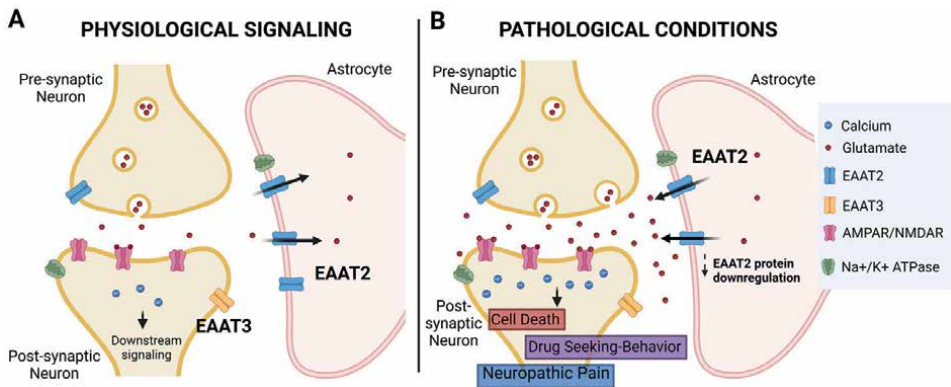 A
PHYSIOLOGICAL SIGNALING
Pre-synaptic
Neuron
Astrocyte
EAAT2
EAAT3
Downstream
signaling
Post-synaptic
Neuron
B
PATHOLOGICAL CONDITIONS
Pre-synaptic
Neuron
Astrocyte
EAAT2
EAAT2 protein
downregulation
Post-
synaptic
Neuron
Cell Death
Drug Seeking-Behavior
Neuropathic Pain
Calcium
Glutamate
EAAT2
EAAT3
AMPAR/NMDAR
Na+/K+ ATPase